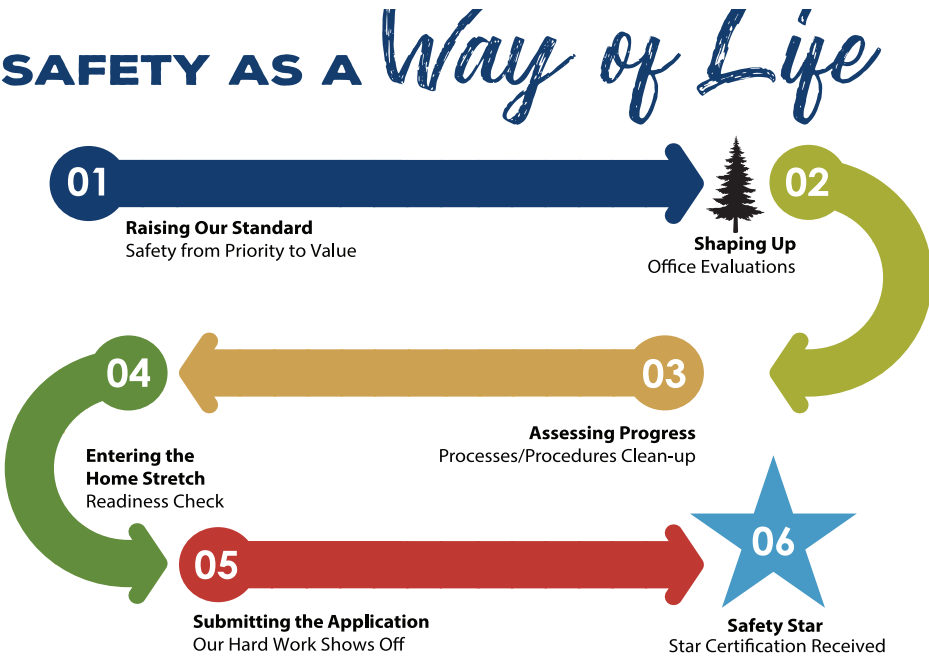 SAFETY AS A Way of Life
01
Raising Our Standard
Safety from Priority to Value
02
Shaping Up
Office Evaluations
03
Assessing Progress
Processes/Procedures Clean-up
04
Entering the
Home Stretch
Readiness Check
05
Submitting the Application
Our Hard Work Shows Off
06
Safety Star
Star Certification Received